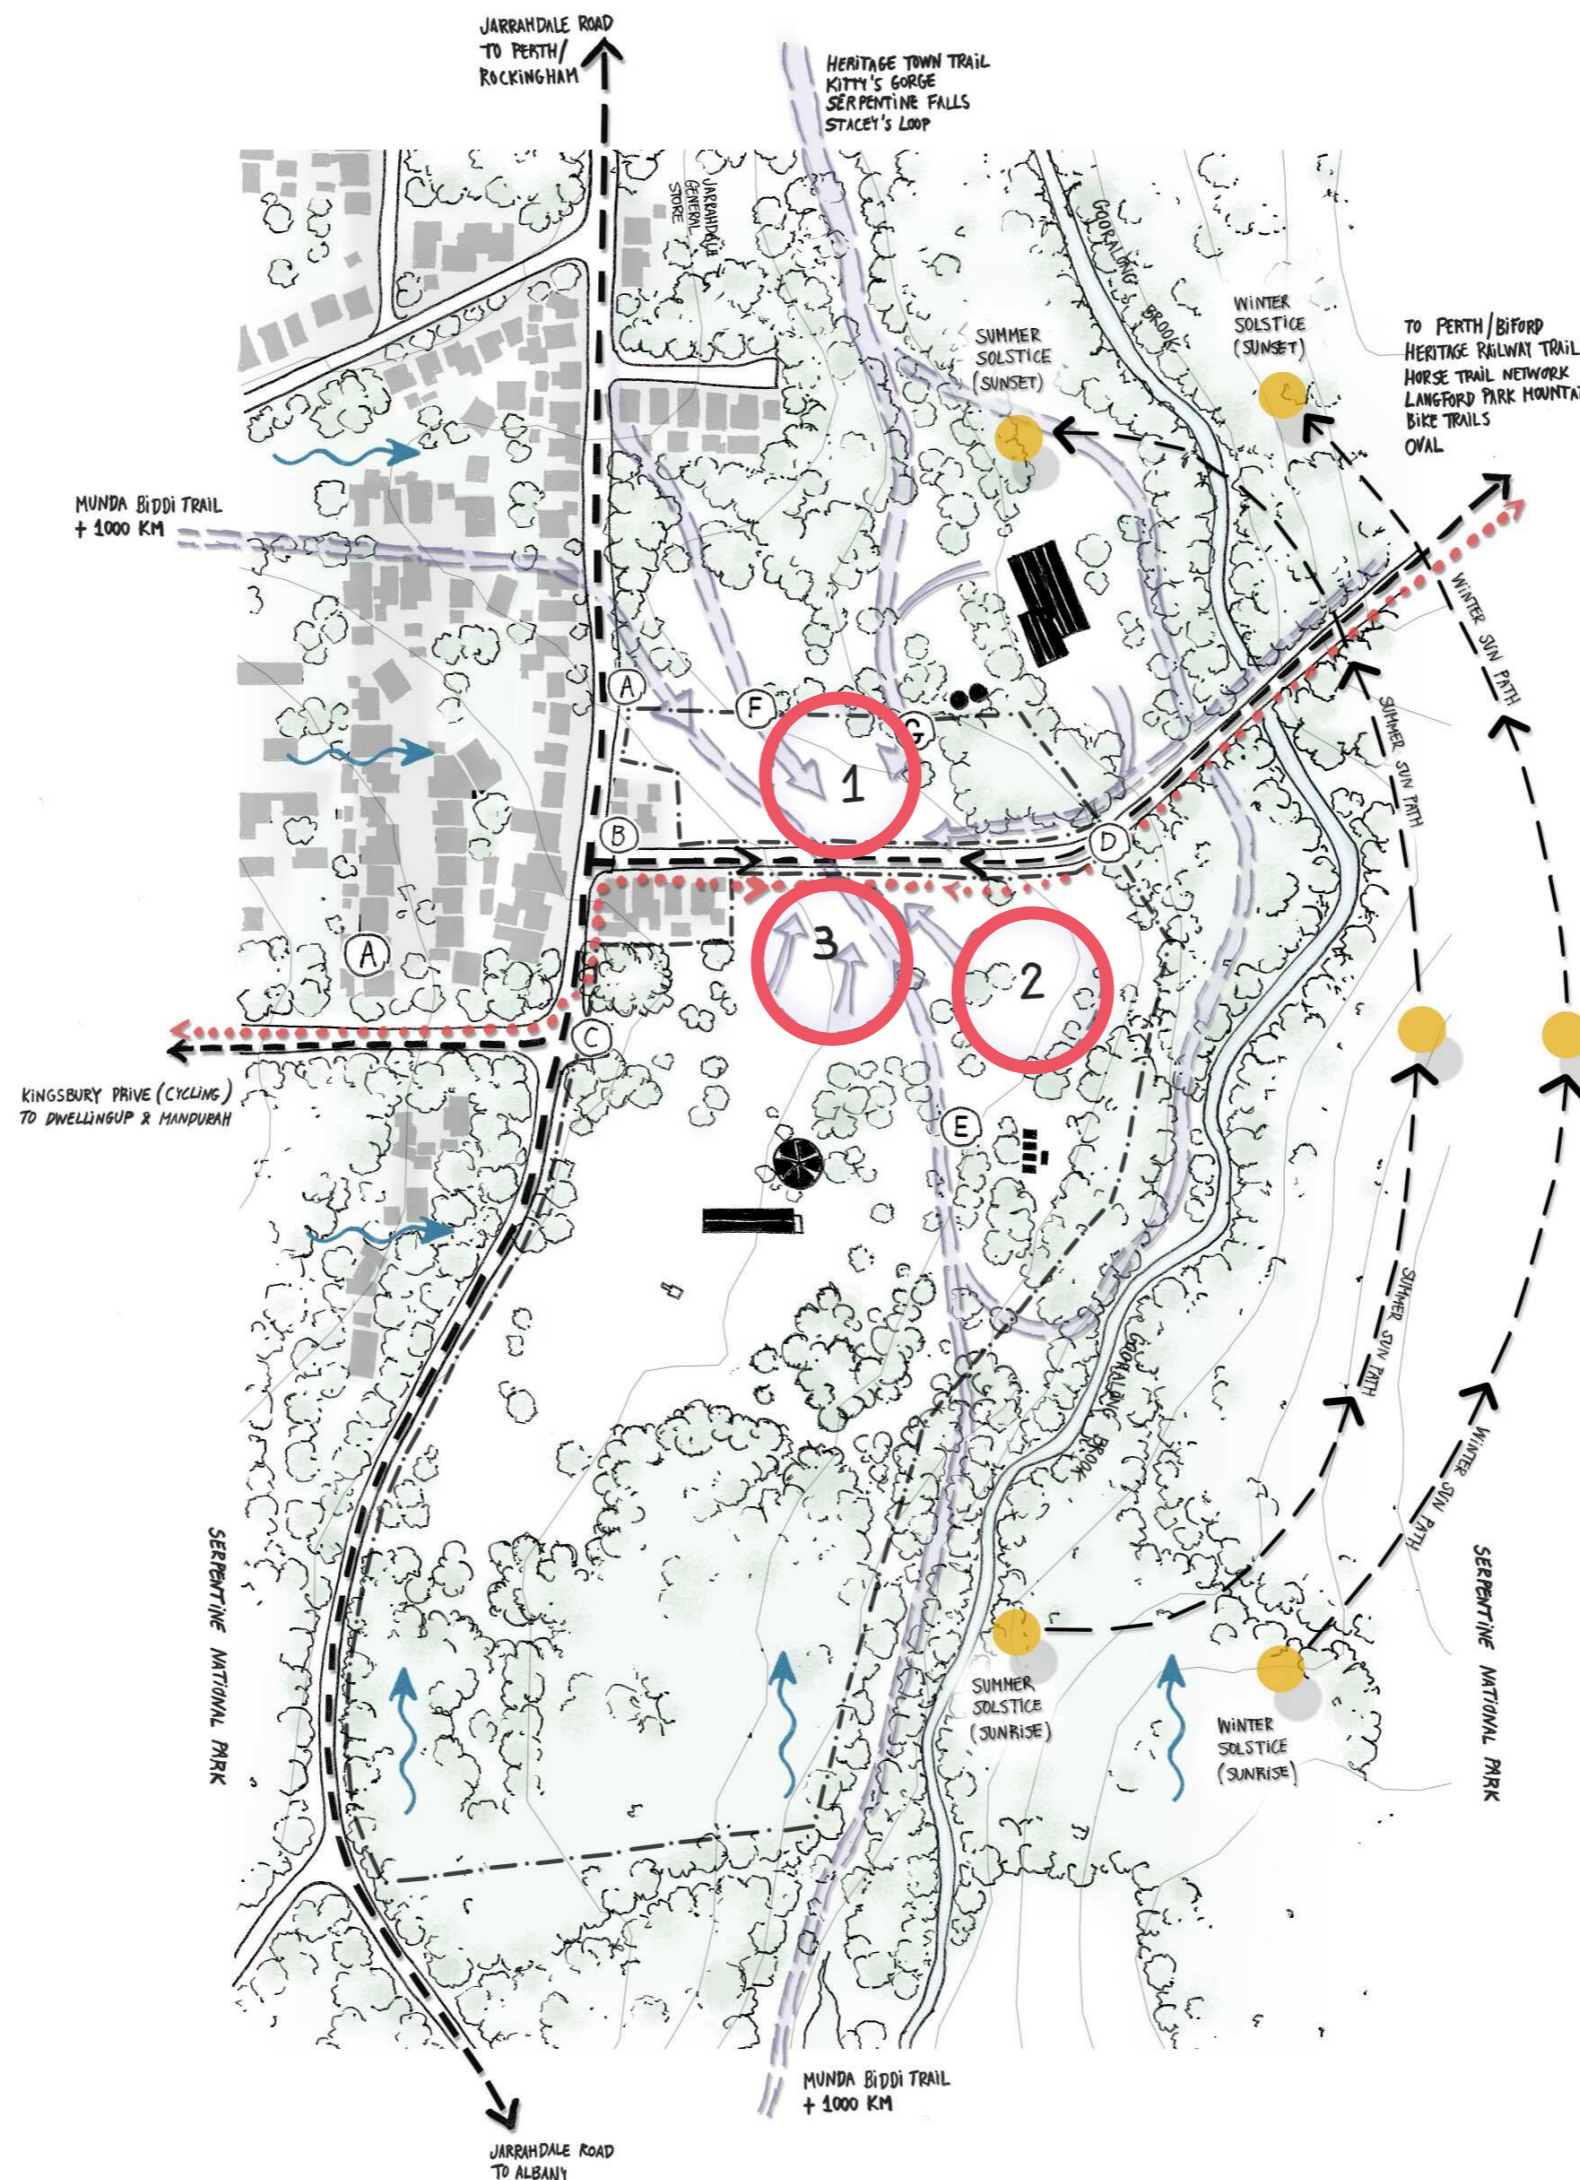 JARRAHDALE ROAD
TO PERTH/
ROCKINGHAM
HERITAGE TOWN TRAIL
KITTY'S GORGE
SERPENTINE FALLS
STACEY'S LOOP
JARRAHDALE
GENERAL
STORE
GOORALONG BROOK
SUMMER
SOLSTICE
(SUNSET)
WINTER
SOLSTICE
(SUNSET)
TO PERTH/BIFORD
HERITAGE RAILWAY TRAIL
HORSE TRAIL NETWORK
LANGFORD PARK MOUNTAI
BIKE TRAILS
OVAL
MUNDA BIDDI TRAIL
+ 1000 KM
WINTER SUN PATH
SUMMER SUN PATH
A
F
G
1
B
D
3
2
A
C
E
KINGSBURY DRIVE (CYCLING)
TO DWELLINGUP & MANDURAH
SUMMER SUN PATH
GOORALONG BROOK
WINTER SUN PATH
SERPENTINE NATIONAL PARK
SERPENTINE NATIONAL PARK
SUMMER
SOLSTICE
(SUNRISE)
WINTER
SOLSTICE
(SUNRISE)
MUNDA BIDDI TRAIL
+ 1000 KM
JARRAHDALE ROAD
TO ALBANY